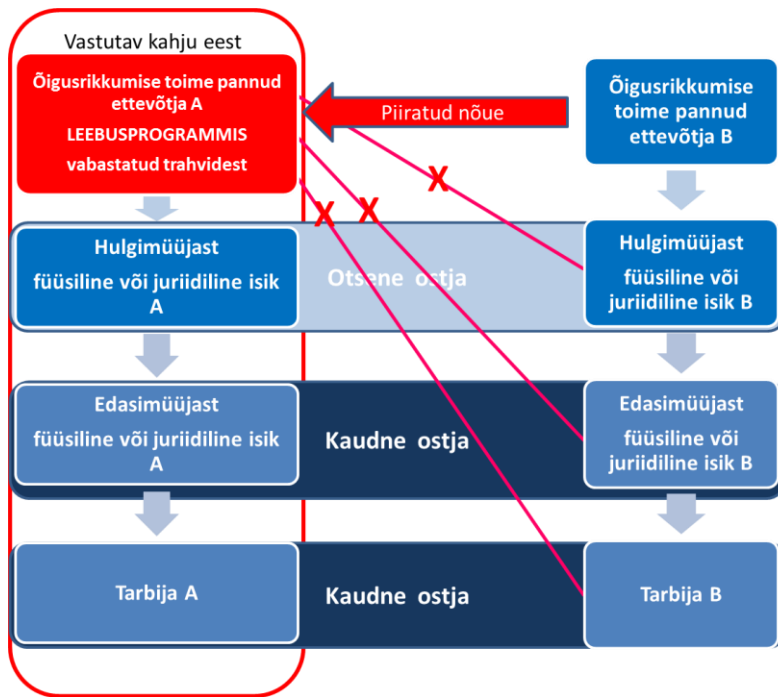 Vastutav kahju eest
Õigusrikkumise toime pannud
ettevõtja A
LEEBUSPROGRAMMIS
vabastatud trahvidest
Piiratud nõue
Õigusrikkumise
toime pannud
ettevõtja B
X
X
X
Hulgimüüjast
füüsiline või juriidiline isik
A
Otsene ostja
Hulgimüüjast
füüsiline või
juriidiline isik B
Edasimüüjast
füüsiline või juriidiline isik
A
Kaudne ostja
Edasimüüjast
füüsiline või
juriidiline isik B
Tarbija A
Kaudne ostja
Tarbija B